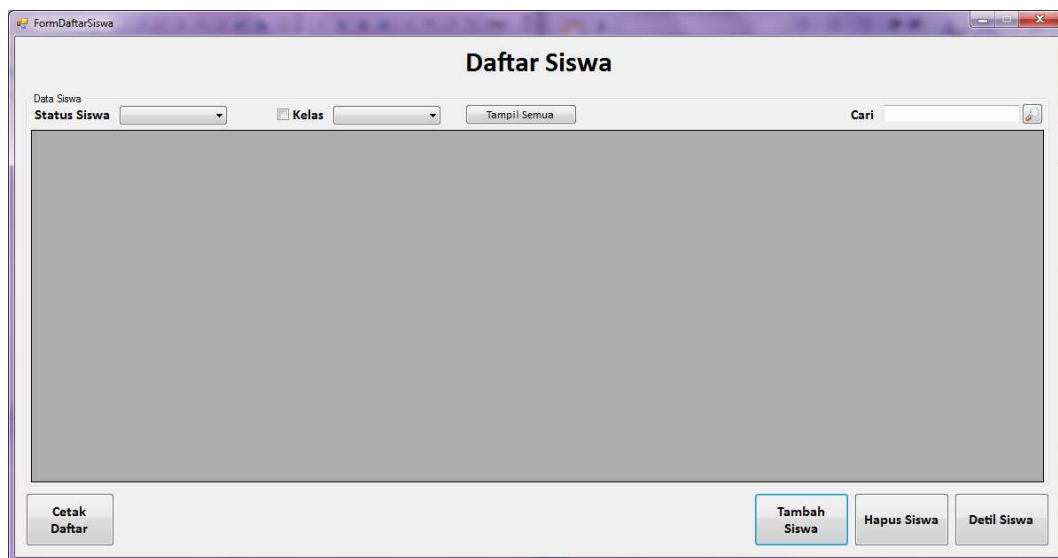 FormDaftarSiswa
Daftar Siswa
Data Siswa
Status Siswa Kelas Tampil Semua Cari
Cetak
Daftar
Tambah
Siswa
Hapus Siswa
Detil Siswa